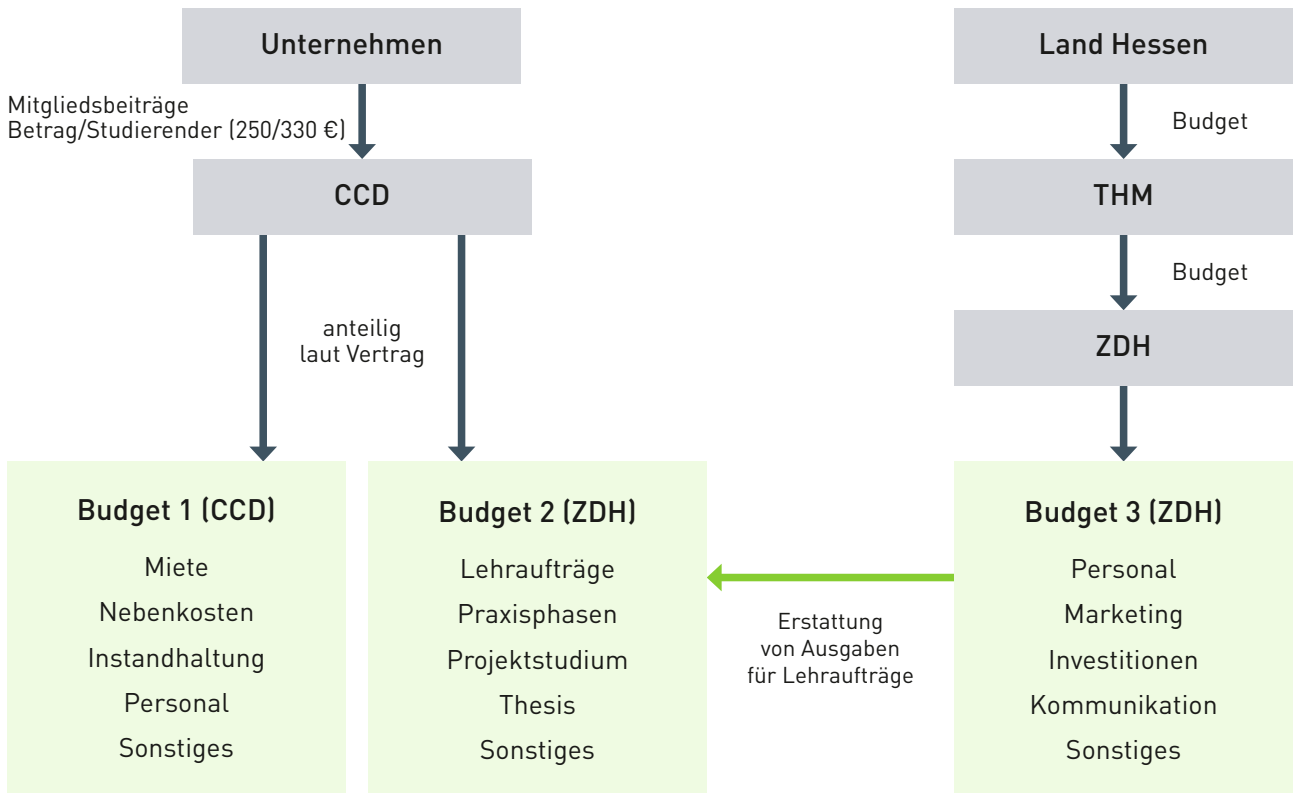 Unternehmen
Mitgliedsbeiträge
Betrag/Studierender (250/330 €)
CCD
anteilig
laut Vertrag
Land Hessen
Budget
THM
Budget
ZDH
Budget 1 (CCD)
Miete
Nebenkosten
Instandhaltung
Personal
Sonstiges
Budget 2 (ZDH)
Lehraufträge
Praxisphasen
Projektstudium
Thesis
Sonstiges
Erstattung
von Ausgaben
für Lehraufträge
Budget 3 (ZDH)
Personal
Marketing
Investitionen
Kommunikation
Sonstiges